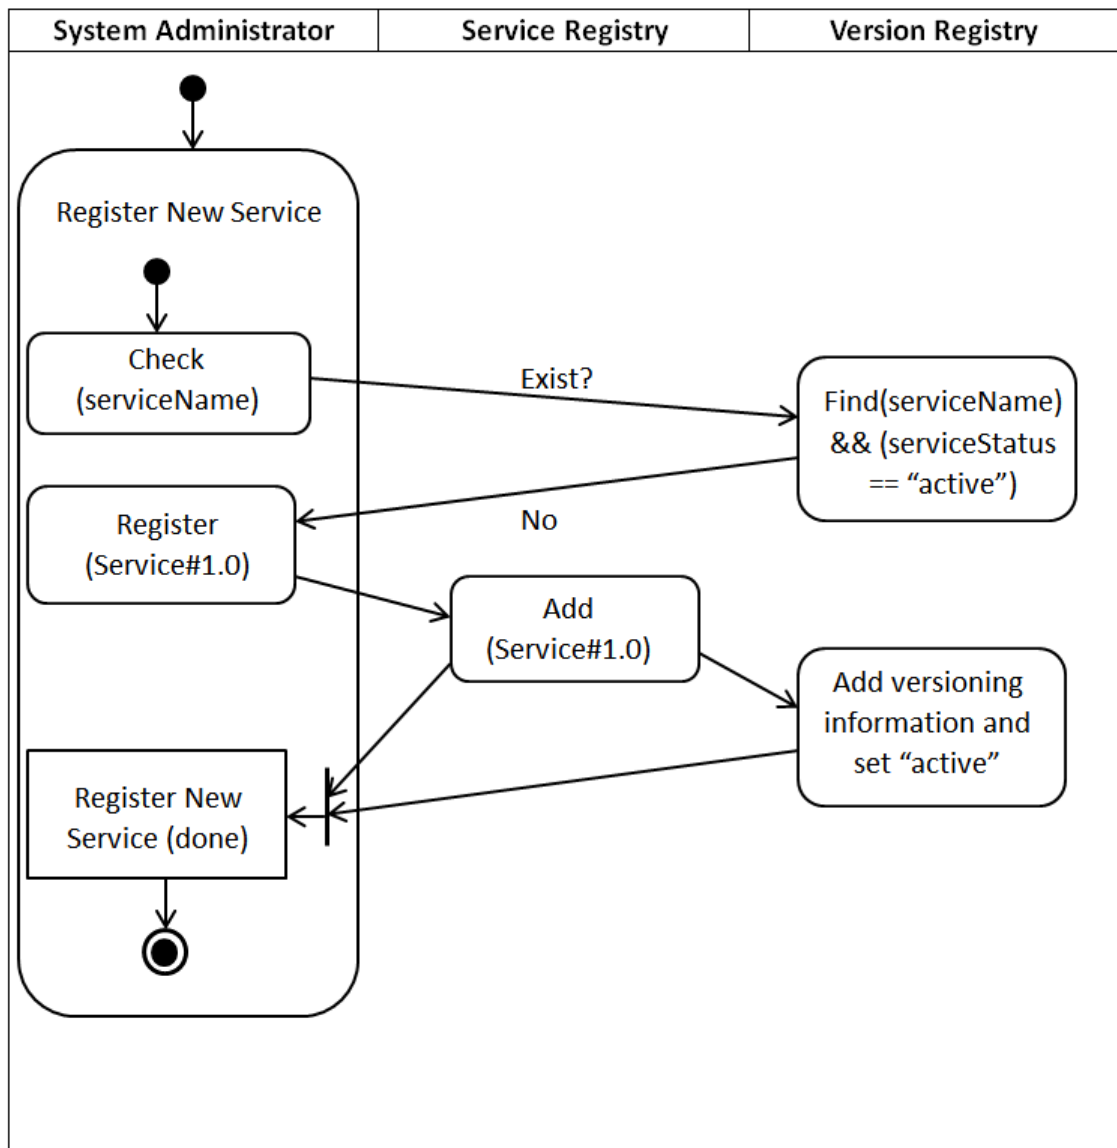 System Administrator
Service Registry
Version Registry
Register New Service
Check
(serviceName)
Exist?
Find(serviceName)
&& (serviceStatus
== “active”)
Register
(Service#1.0)
No
Add
(Service#1.0)
Add versioning
information and
set “active”
Register New
Service (done)